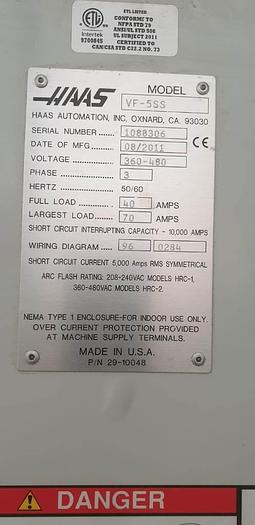 ETL LISTED
CONFORMS TO
NFPA STD 79
ANSI/UL STD 508
UL SUBJECT 2011
CERTIFIED TO
CAN/CSA STD C22.2 NO. 73
Intertek
9700845
HAAS
MODEL
VF-5SS
HAAS AUTOMATION, INC, OXNARD, CA. 93030
SERIAL NUMBER 1088306
DATE OF MFG 08/2011 CE
VOLTAGE 360-480
PHASE 3
HERTZ 50/60
FULL LOAD 40 AMPS
LARGEST LOAD 70 AMPS
SHORT CIRCUIT INTERRUPTING CAPACITY - 10,000 AMPS
WIRING DIAGRAM 96 0284
SHORT CIRCUIT CURRENT 5,000 Amps RMS SYMMETRICAL
ARC FLASH RATING: 208-240VAC MODELS HRC-1,
360-480VAC MODELS HRC-2.
NEMA TYPE 1 ENCLOSURE-FOR INDOOR USE ONLY.
OVER CURRENT PROTECTION PROVIDED
AT MACHINE SUPPLY TERMINALS.
MADE IN U.S.A.
P/N 29-10048
DANGER